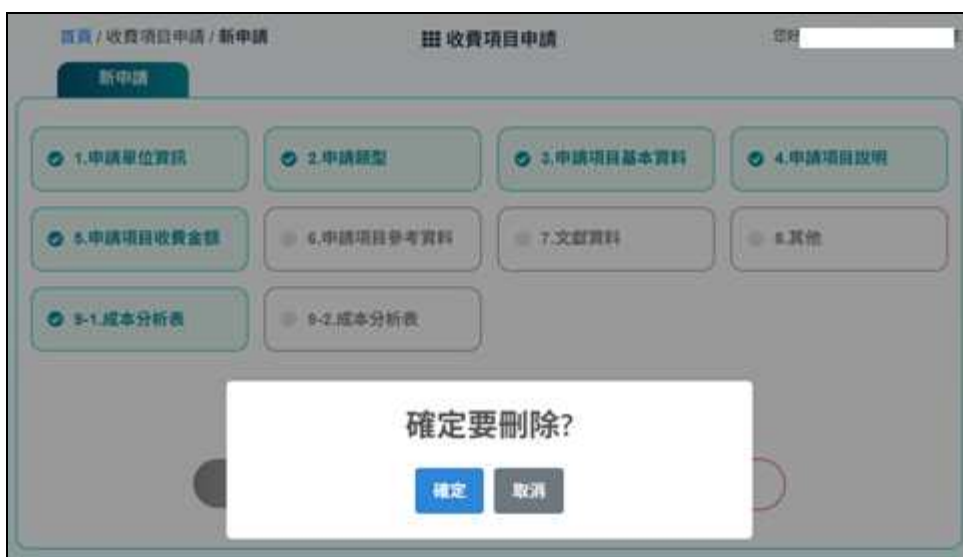 首頁 / 收費項目申請 / 新申請
收費項目申請
您好
新申請
1.申請單位資訊
2.申請類型
3.申請項目基本資料
4.申請項目說明
5.申請項目收費金額
6.申請項目參考資料
7.文獻資料
8.其他
9-1.成本分析表
9-2.成本分析表
確定要刪除?
確定
取消